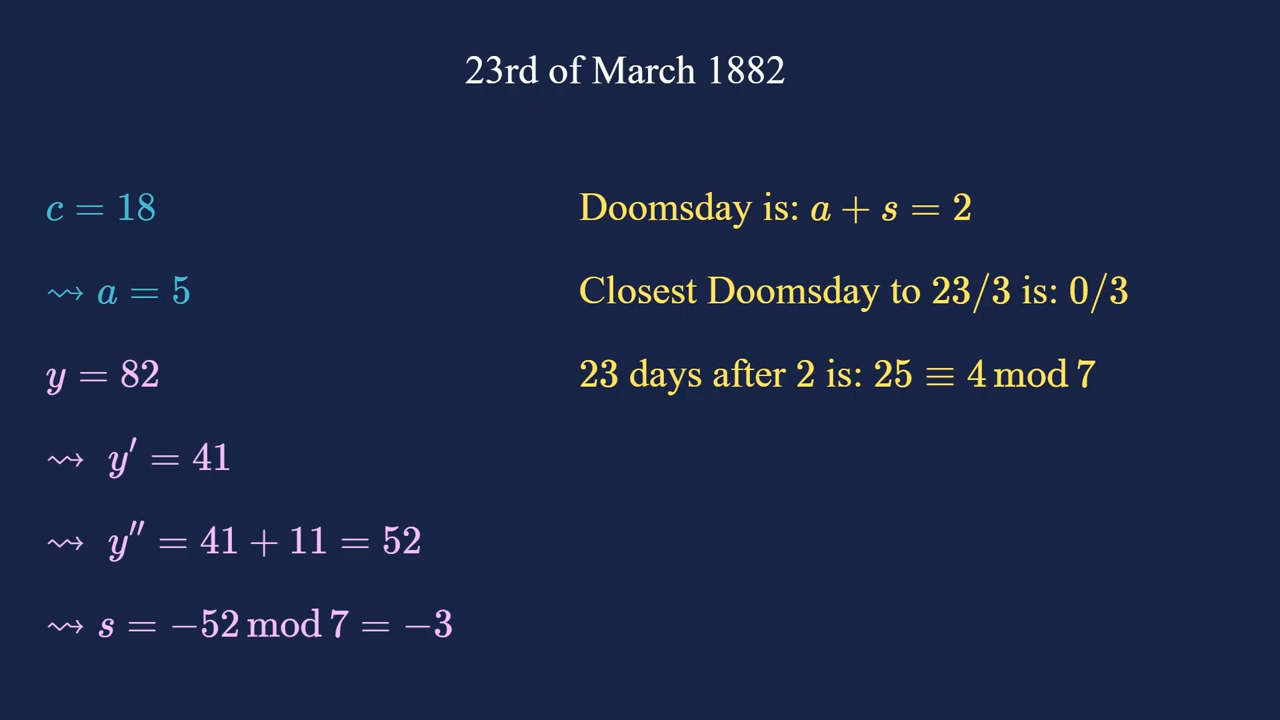 23rd of March 1882
c = 18
⇝ a = 5
y = 82
⇝ y′ = 41
⇝ y′′ = 41 + 11 = 52
⇝ s = −52 mod 7 = −3
Doomsday is: a + s = 2
Closest Doomsday to 23/3 is: 0/3
23 days after 2 is: 25 ≡ 4 mod 7